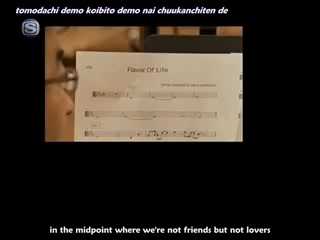 tomodachi demo koibito demo nai chuukanchiten de
S
Flavor Of Life
in the midpoint where we're not friends but not lovers